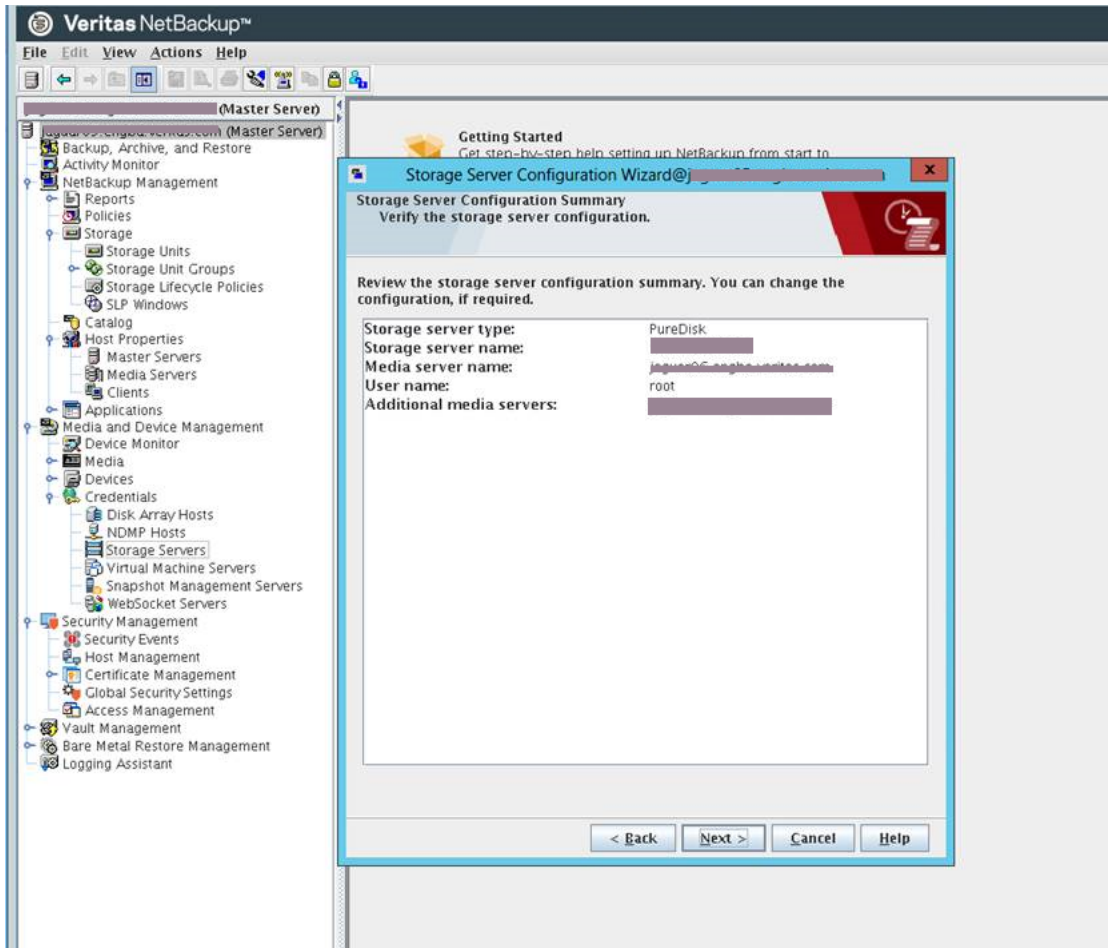 Veritas NetBackup™
File Edit View Actions Help
(Master Server)
(Master Server)
Backup, Archive, and Restore
Activity Monitor
NetBackup Management
Reports
Policies
Storage
Storage Units
Storage Unit Groups
Storage Lifecycle Policies
SLP Windows
Catalog
Host Properties
Master Servers
Media Servers
Clients
Applications
Media and Device Management
Device Monitor
Media
Devices
Credentials
Disk Array Hosts
NDMP Hosts
Storage Servers
Virtual Machine Servers
Snapshot Management Servers
WebSocket Servers
Security Management
Security Events
Host Management
Certificate Management
Global Security Settings
Access Management
Vault Management
Bare Metal Restore Management
Logging Assistant
Getting Started
Get step-by-step help setting up NetBackup from start to
Storage Server Configuration Wizard@
Storage Server Configuration Summary
Verify the storage server configuration.
Review the storage server configuration summary. You can change the
configuration, if required.
Storage server type: PureDisk
Storage server name:
Media server name:
User name: root
Additional media servers:
< Back Next > Cancel Help